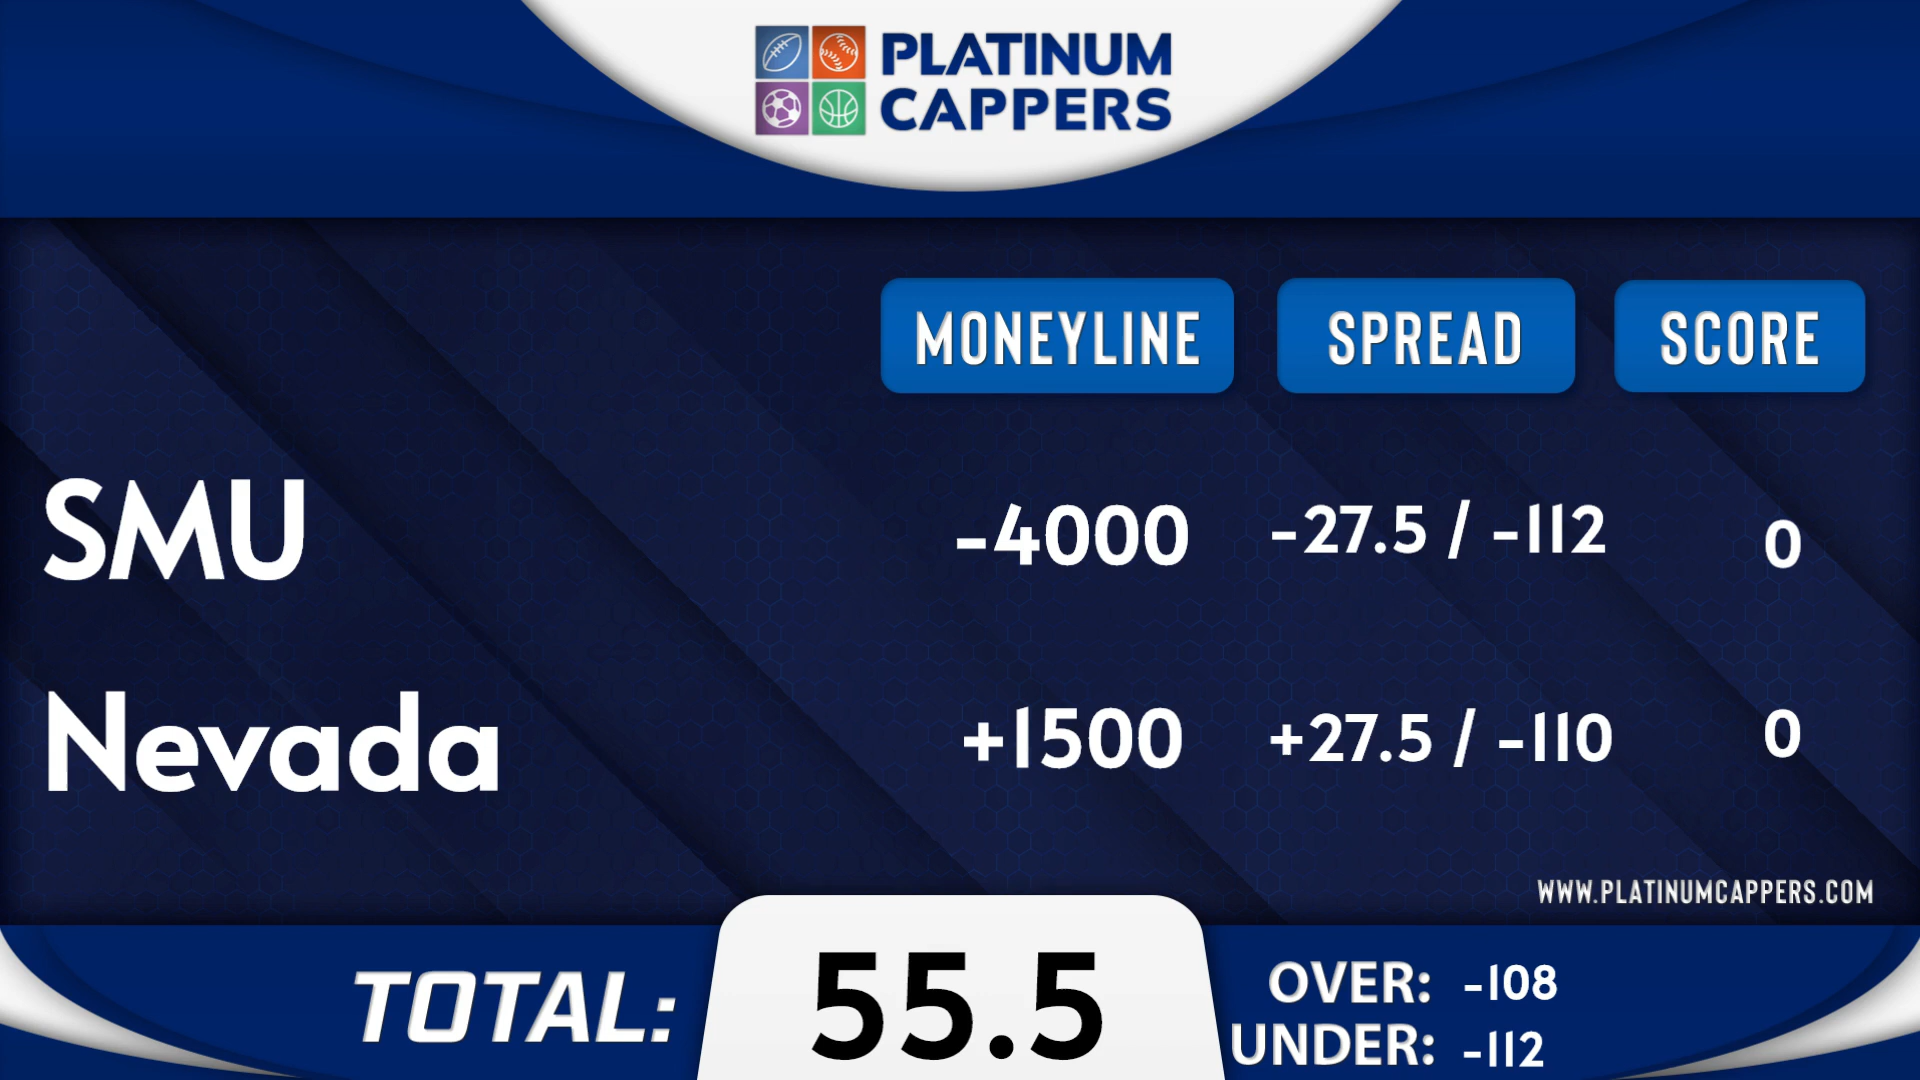 PLATINUM
CAPPERS
MONEYLINE SPREAD SCORE
SMU -4000 -27.5 / -112 0
Nevada +1500 +27.5 / -110 0
WWW.PLATINUMCAPPERS.COM
TOTAL: 55.5
OVER: -108
UNDER: -112